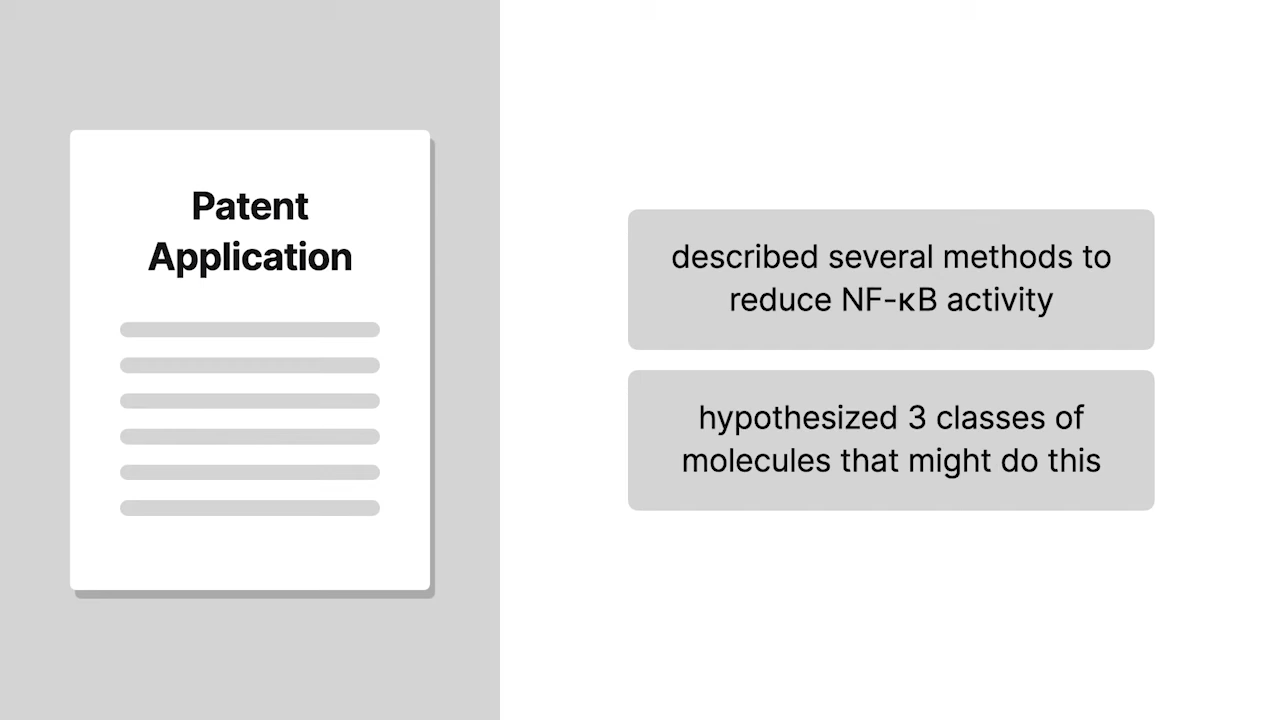 Patent
Application
described several methods to
reduce NF-κB activity
hypothesized 3 classes of
molecules that might do this